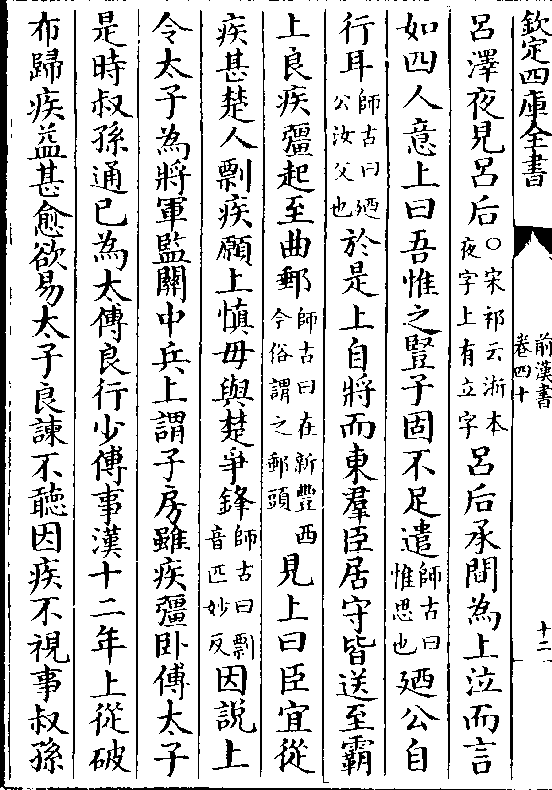 欽定四庫全書
前漢書
卷四十
十二
呂澤夜見呂后○宋祁云浙本夜字上有立字呂后承間為上泣而言
如四人意上曰吾惟之豎子固不足遣師古曰惟思也廼公自
行耳師古曰廼公汝父也於是上自將而東羣臣居守皆送至霸
上良疾彊起至曲郵師古曰在新豐西今俗謂之郵頭見上曰臣宜從
疾甚楚人剽疾願上慎毋與楚爭鋒師古曰剽音匹妙反因説上
令太子為將軍監關中兵上謂子房雖疾彊卧傅太子
是時叔孫通已為太傅良行少傅事漢十二年上從破
布歸疾益甚愈欲易太子良諫不聽因疾不視事叔孫